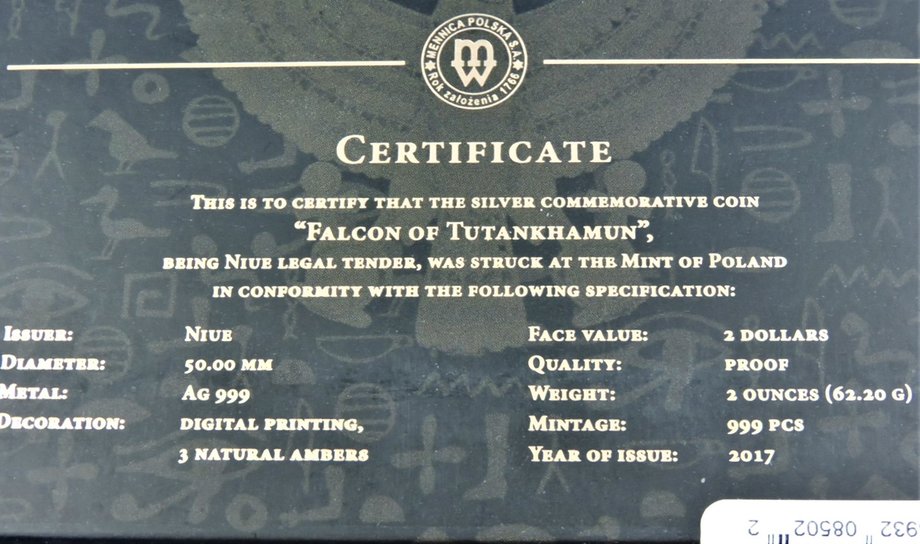 MENNICA POLSKA S.A.
Rok założenia 1766
CERTIFICATE
THIS IS TO CERTIFY THAT THE SILVER COMMEMORATIVE COIN
“FALCON OF TUTANKHAMUN”,
BEING NIUE LEGAL TENDER, WAS STRUCK AT THE MINT OF POLAND
IN CONFORMITY WITH THE FOLLOWING SPECIFICATION:
ISSUER: NIUE
DIAMETER: 50.00 MM
METAL: AG 999
DECORATION: DIGITAL PRINTING,
3 NATURAL AMBERS
FACE VALUE: 2 DOLLARS
QUALITY: PROOF
WEIGHT: 2 OUNCES (62.20 G)
MINTAGE: 999 PCS
YEAR OF ISSUE: 2017
2 08502 932